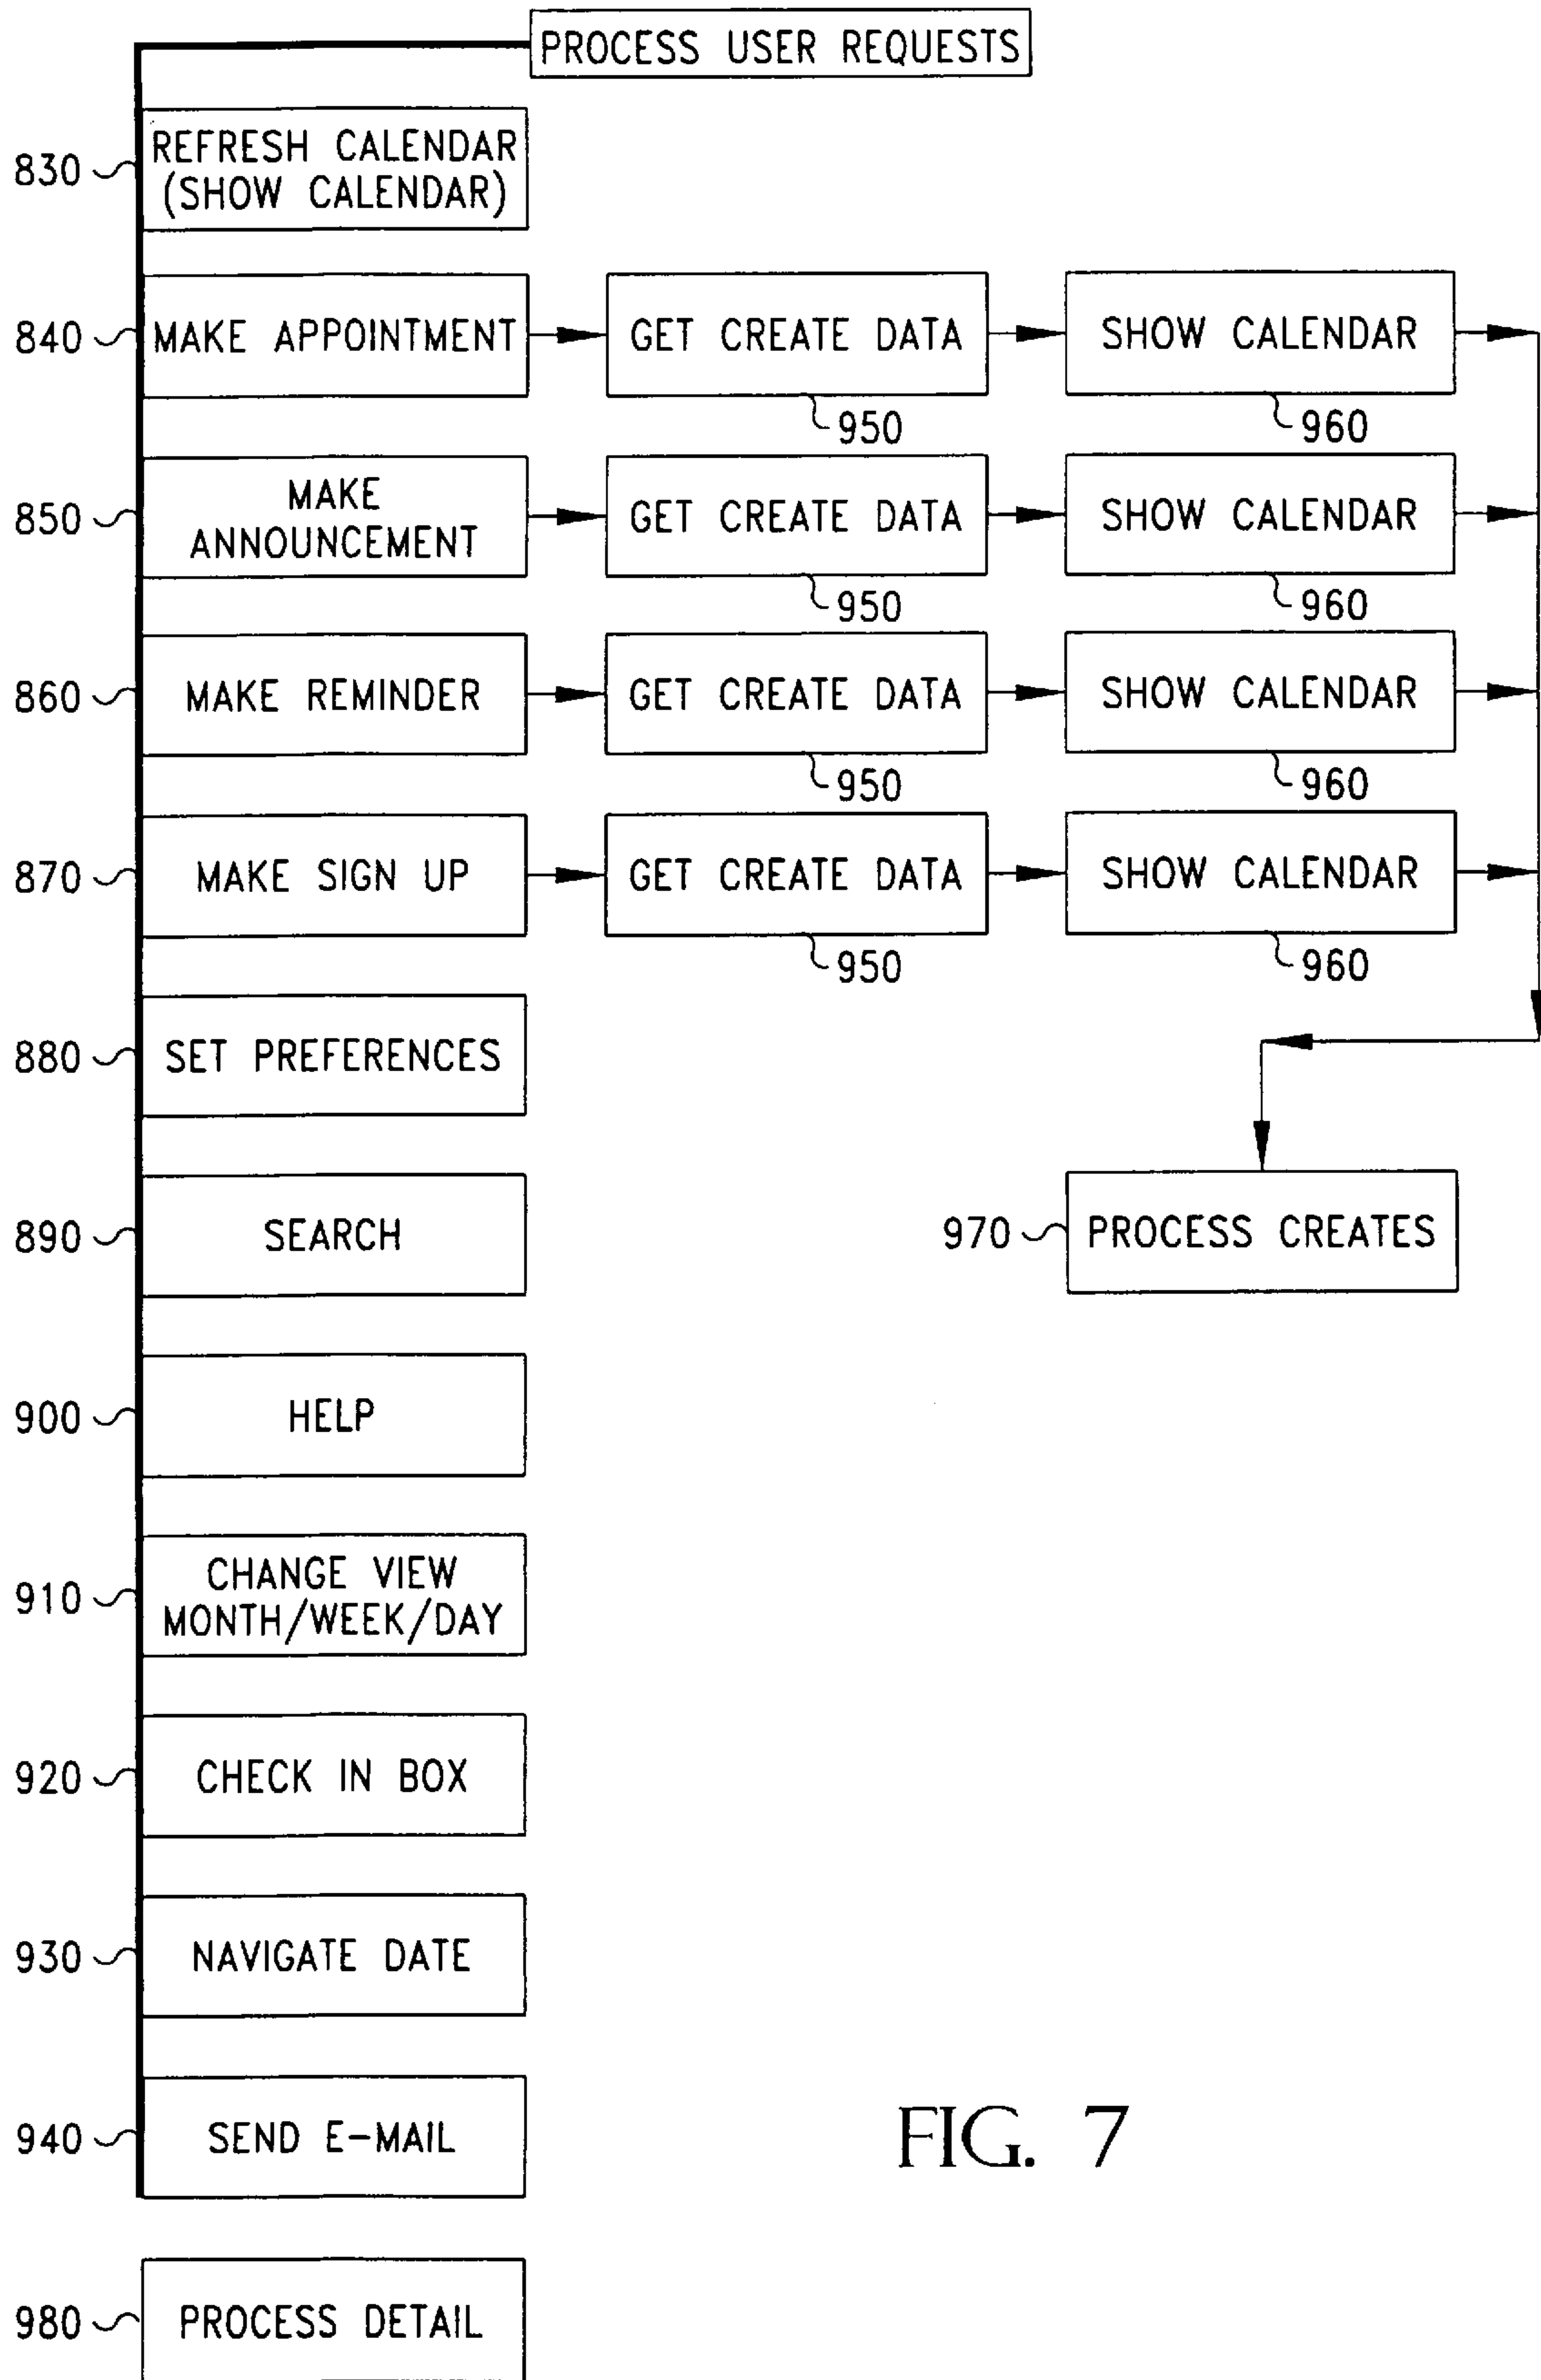 PROCESS USER REQUESTS
830
REFRESH CALENDAR
(SHOW CALENDAR)
840
MAKE APPOINTMENT
GET CREATE DATA
950
SHOW CALENDAR
960
850
MAKE
ANNOUNCEMENT
GET CREATE DATA
950
SHOW CALENDAR
960
860
MAKE REMINDER
GET CREATE DATA
950
SHOW CALENDAR
960
870
MAKE SIGN UP
GET CREATE DATA
950
SHOW CALENDAR
960
880
SET PREFERENCES
890
SEARCH
970
PROCESS CREATES
900
HELP
910
CHANGE VIEW
MONTH/WEEK/DAY
920
CHECK IN BOX
930
NAVIGATE DATE
940
SEND E-MAIL
FIG. 7
980
PROCESS DETAIL